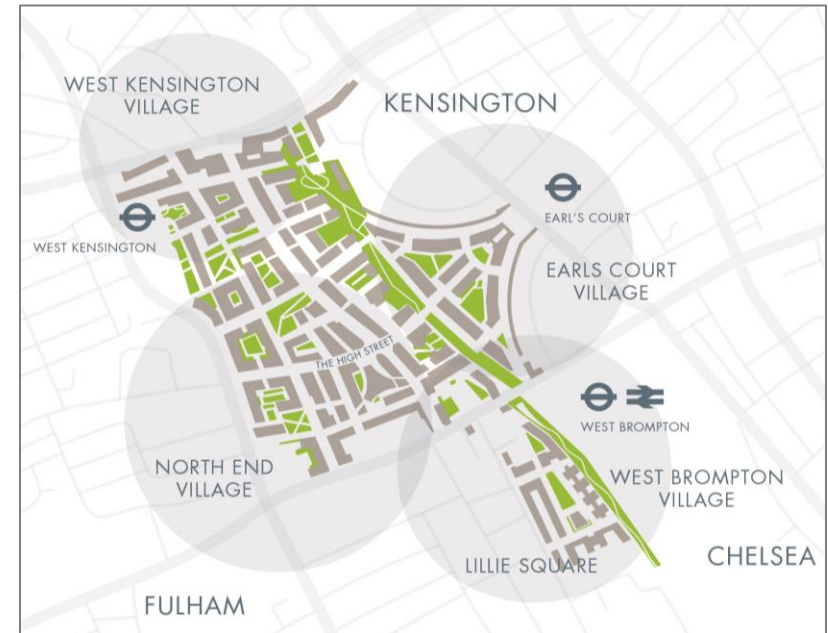 WEST KENSINGTON
VILLAGE
KENSINGTON
EARL'S COURT
WEST KENSINGTON
EARLS COURT
VILLAGE
THE HIGH STREET
WEST BROMPTON
NORTH END
VILLAGE
WEST BROMPTON
VILLAGE
LILLIE SQUARE
CHELSEA
FULHAM